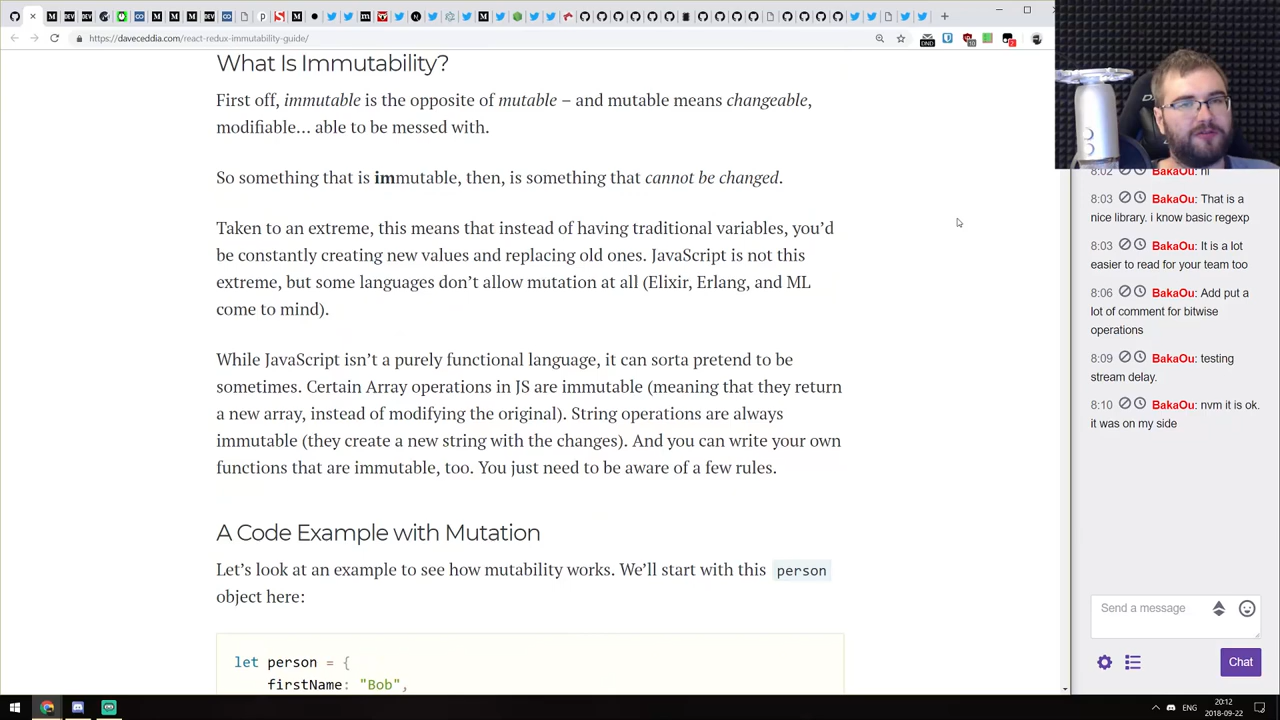 https://daveceddia.com/react-redux-immutability-guide/
What Is Immutability?
First off, immutable is the opposite of mutable – and mutable means changeable,
modifiable… able to be messed with.
So something that is immutable, then, is something that cannot be changed.
Taken to an extreme, this means that instead of having traditional variables, you’d
be constantly creating new values and replacing old ones. JavaScript is not this
extreme, but some languages don’t allow mutation at all (Elixir, Erlang, and ML
come to mind).
While JavaScript isn’t a purely functional language, it can sorta pretend to be
sometimes. Certain Array operations in JS are immutable (meaning that they return
a new array, instead of modifying the original). String operations are always
immutable (they create a new string with the changes). And you can write your own
functions that are immutable, too. You just need to be aware of a few rules.
A Code Example with Mutation
Let’s look at an example to see how mutability works. We’ll start with this person
object here:
let person = {
firstName: "Bob",
8:02 BakaOu: hi
8:03 BakaOu: That is a
nice library. i know basic regexp
8:03 BakaOu: It is a lot
easier to read for your team too
8:06 BakaOu: Add put a
lot of comment for bitwise
operations
8:09 BakaOu: testing
stream delay.
8:10 BakaOu: nvm it is ok.
it was on my side
Send a message
Chat
ENG
20:12
2018-09-22